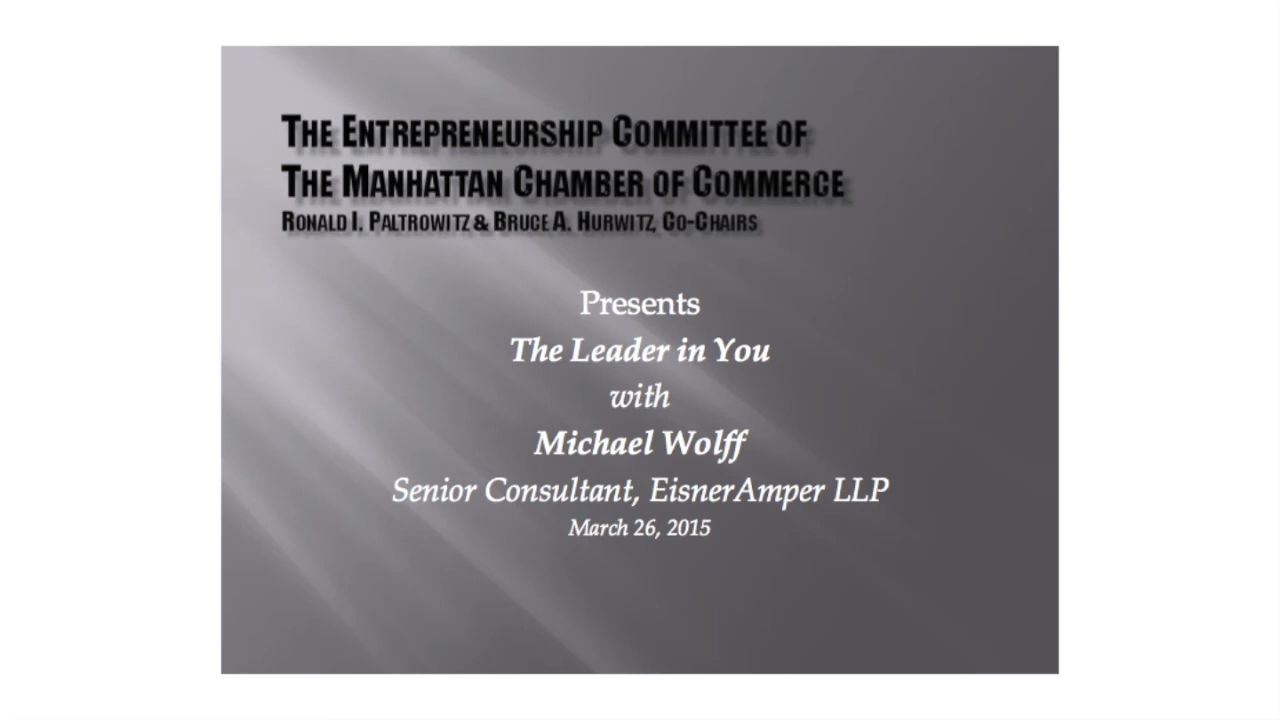 The Entrepreneurship Committee of
The Manhattan Chamber of Commerce
Ronald I. Paltrowitz & Bruce A. Hurwitz, Co-Chairs
Presents
The Leader in You
with
Michael Wolff
Senior Consultant, EisnerAmper LLP
March 26, 2015